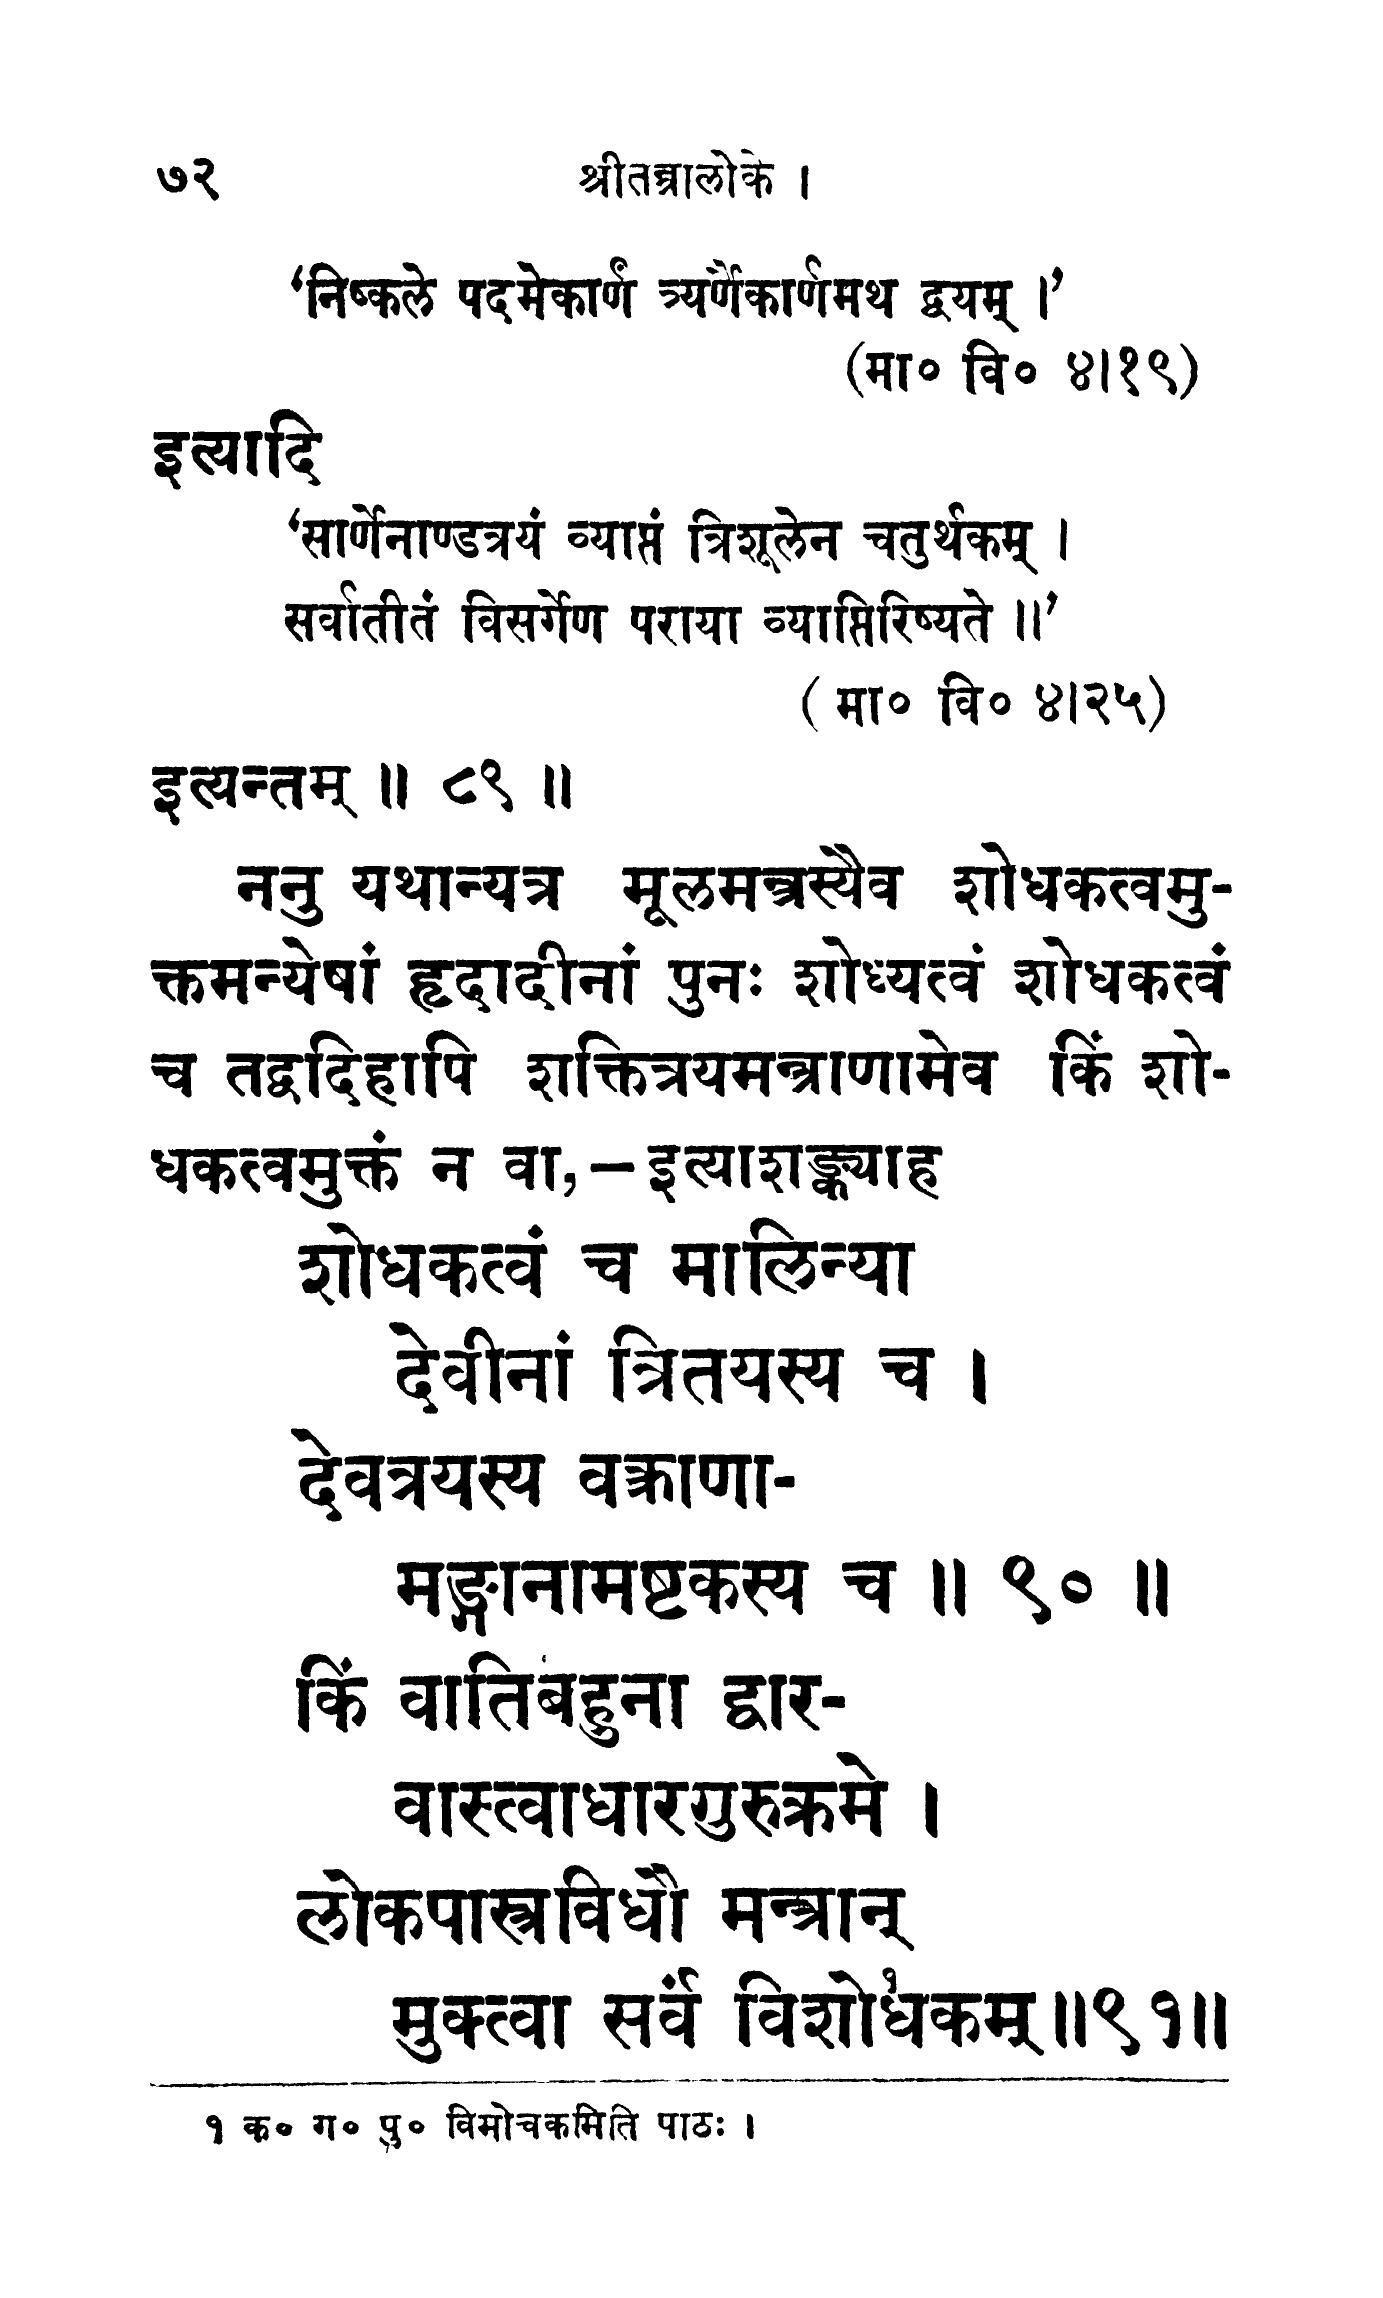 ७२ श्रीतन्त्रालोके ।
‘निष्कले पदमेकार्णं त्र्यर्णैकार्णमथ द्वयम् ।’
(मा० वि० ४।१९)
इत्यादि
‘सार्णेनाण्डत्रयं व्याप्तं त्रिशूलेन चतुर्थकम् ।
सर्वातीतं विसर्गेण पराया व्याप्तिरिष्यते ॥’
( मा० वि० ४।२५)
इत्यन्तम् ॥ ८९ ॥
ननु यथान्यत्र मूलमन्त्रस्यैव शोधकत्वमु-
क्तमन्येषां हृदादीनां पुनः शोध्यत्वं शोधकत्वं
च तद्वदिहापि शक्तित्रयमन्त्राणामेव किं शो-
धकत्वमुक्तं न वा,–इत्याशङ्क्याह
शोधकत्वं च मालिन्या
देवीनां त्रितयस्य च ।
देवत्रयस्य वक्त्राणा-
मङ्गानामष्टकस्य च ॥ ९० ॥
किं वातिबहुना द्वार-
वास्त्वाधारगुरुक्रमे ।
लोकपास्त्रविधौ मन्त्रान्
मुक्त्वा सर्वं विशोध१कम्॥९१॥
१ क० ग० पु० विमोचकमिति पाठः ।